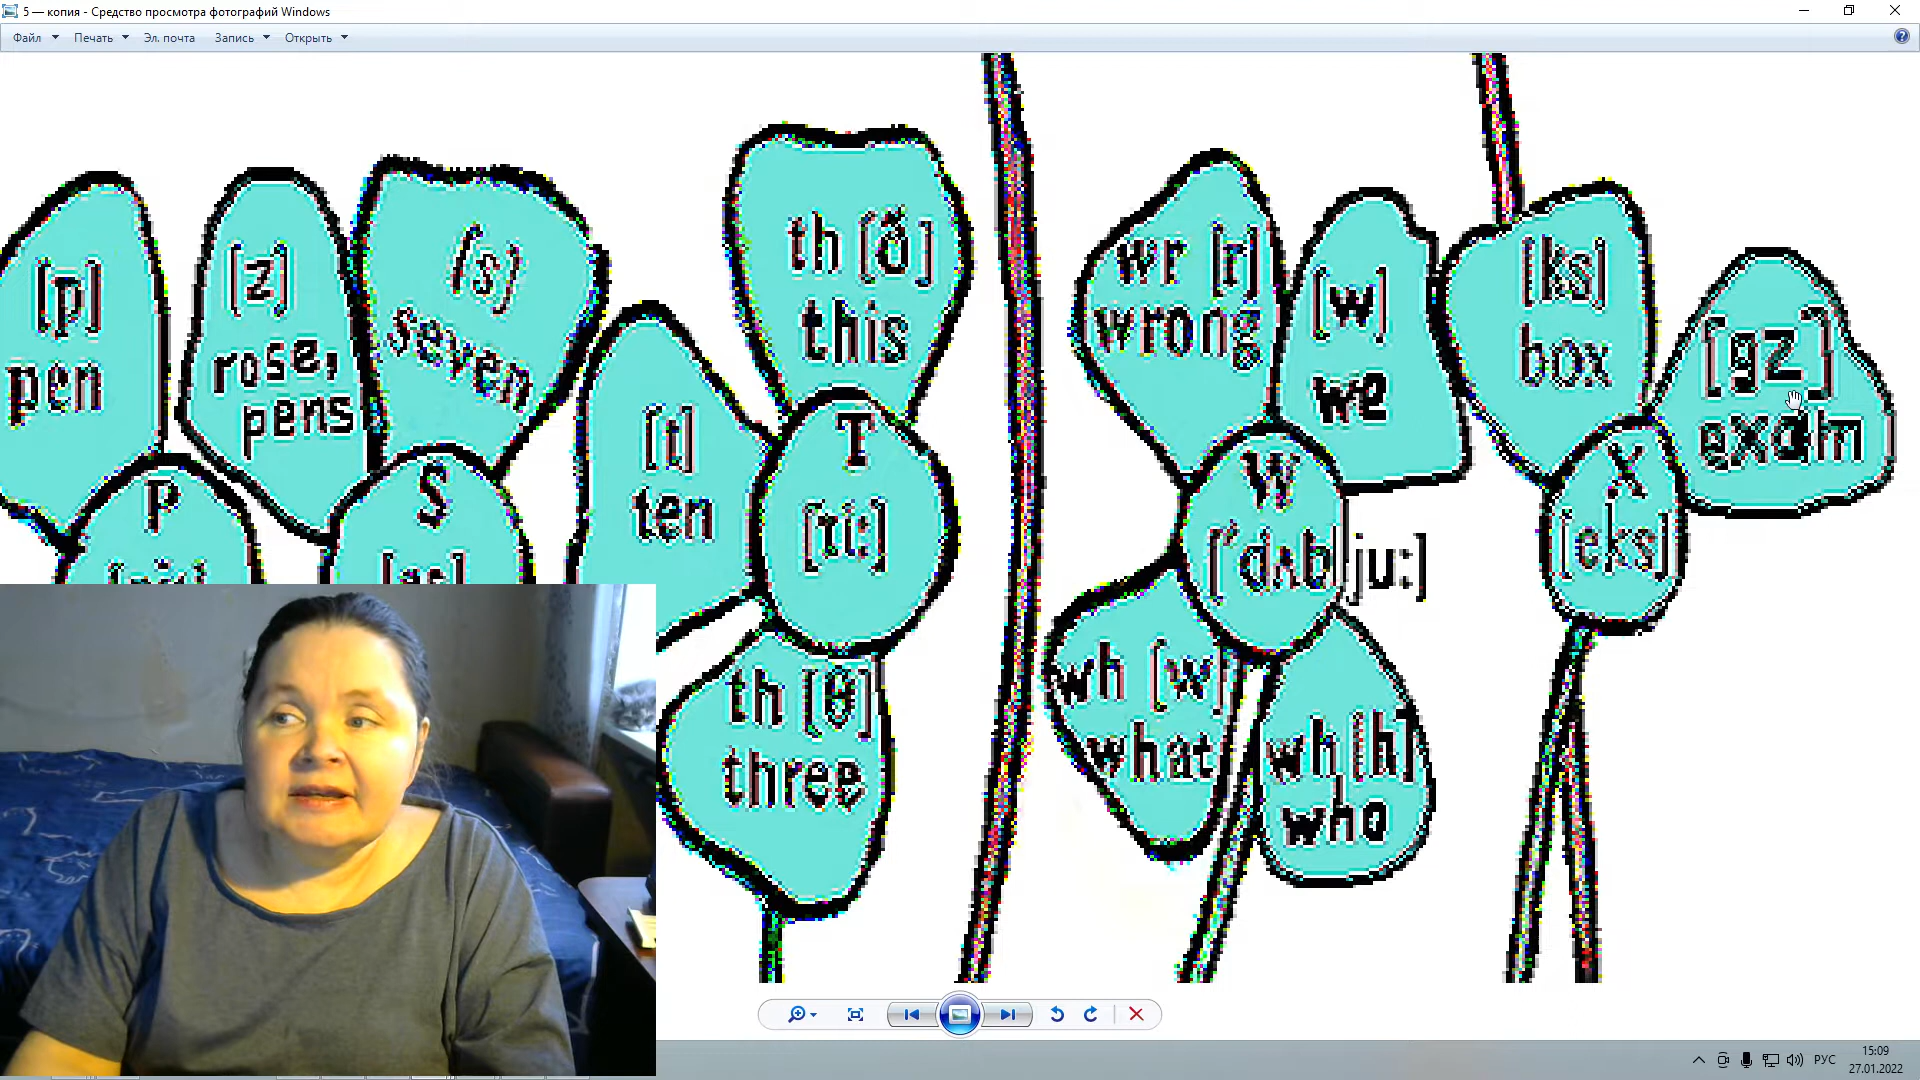 5 — копия - Средство просмотра фотографий Windows
Файл Печать Эл. почта Запись Открыть
[p]
pen
P
[z]
rose,
pens
[s]
seven
S
[t]
ten
th [ð]
this
T
[ti:]
th [θ]
three
wr [r]
wrong
[w]
we
W
['dʌblju:]
wh [w]
what
wh [h]
who
[ks]
box
[gz]
exam
X
[eks]
РУС
15:09
27.01.2022